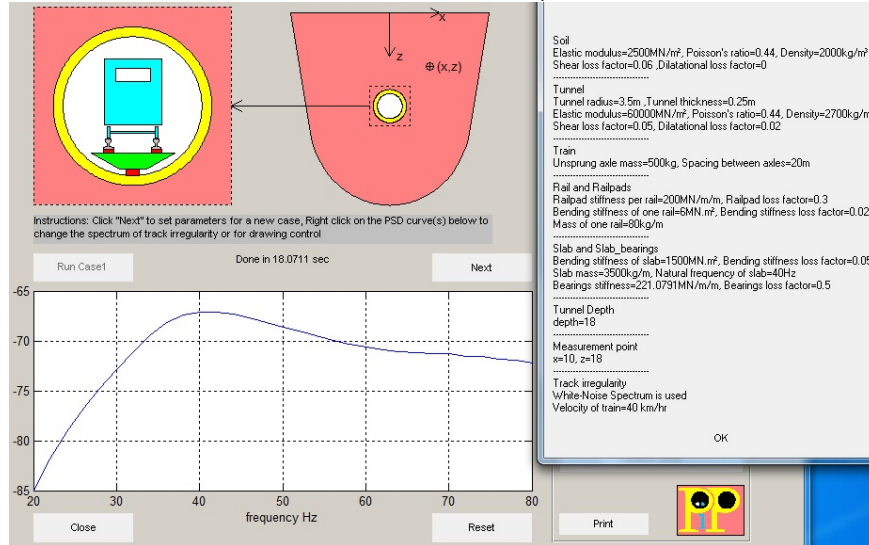 x
z
(x,z)
Instructions: Click "Next" to set parameters for a new case, Right click on the PSD curve(s) below to
change the spectrum of track irregularity or for drawing control
Run Case1
Done in 18.0711 sec
Next
-65
-70
-75
-80
-85
20
30
40
50
60
70
80
frequency Hz
Close
Reset
Soil
Elastic modulus=2500MN/m², Poisson's ratio=0.44, Density=2000kg/m³
Shear loss factor=0.06 ,Dilatational loss factor=0
--------------------------------
Tunnel
Tunnel radius=3.5m ,Tunnel thickness=0.25m
Elastic modulus=60000MN/m², Poisson's ratio=0.44, Density=2700kg/m
Shear loss factor=0.05, Dilatational loss factor=0.02
--------------------------------
Train
Unsprung axle mass=500kg, Spacing between axles=20m
--------------------------------
Rail and Railpads
Railpad stiffness per rail=200MN/m/m, Railpad loss factor=0.3
Bending stiffness of one rail=6MN.m², Bending stiffness loss factor=0.02
Mass of one rail=80kg/m
--------------------------------
Slab and Slab_bearings
Bending stiffness of slab=1500MN.m², Bending stiffness loss factor=0.05
Slab mass=3500kg/m, Natural frequency of slab=40Hz
Bearings stiffness=221.0791MN/m/m, Bearings loss factor=0.5
--------------------------------
Tunnel Depth
depth=18
--------------------------------
Measurement point
x=10, z=18
--------------------------------
Track irregularity
White-Noise Spectrum is used
Velocity of train=40 km/hr
OK
Print
PiP